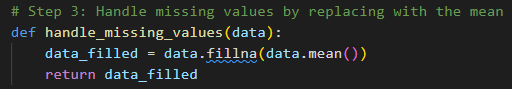 # Step 3: Handle missing values by replacing with the mean
def handle_missing_values(data):
    data_filled = data.fillna(data.mean())
    return data_filled